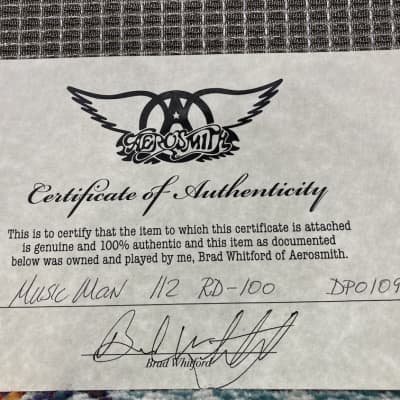 A
AEROSMITH
Certificate of Authenticity
This is to certify that the item to which this certificate is attached
is genuine and 100% authentic and this item as documented
below was owned and played by me, Brad Whitford of Aerosmith.
MUSIC MAN 112 RD-100 DP0109
Brad Whitford